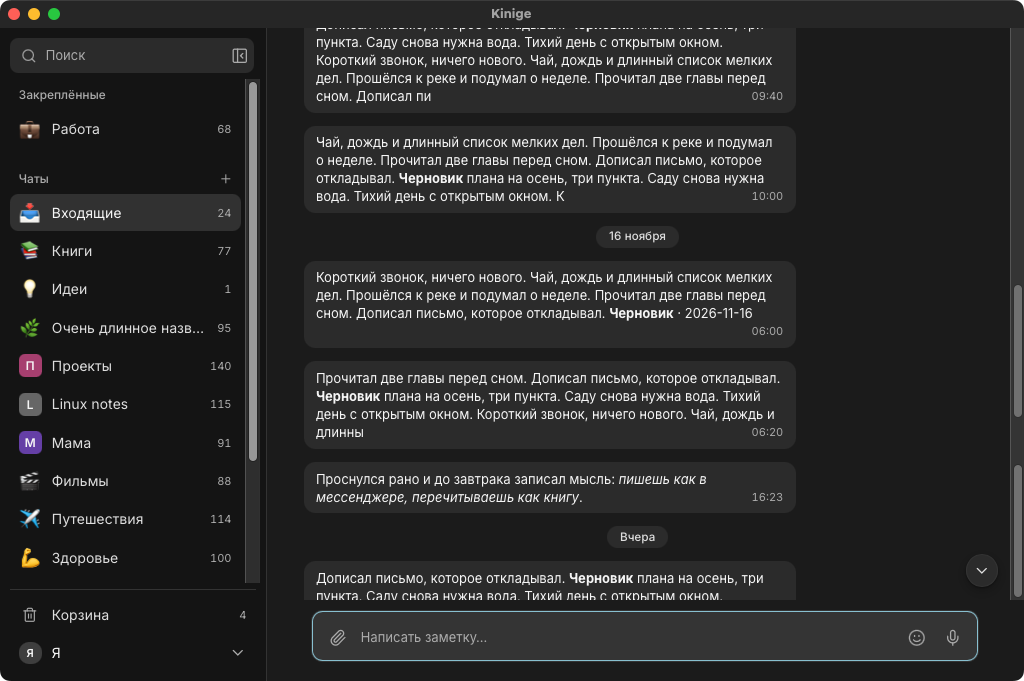 Kinige
Поиск
Закреплённые
Работа 68
Чаты +
Входящие 24
Книги 77
Идеи 1
Очень длинное назв... 95
П Проекты 140
L Linux notes 115
М Мама 91
Фильмы 88
Путешествия 114
Здоровье 100
Корзина 4
Я Я
пункта. Саду снова нужна вода. Тихий день с открытым окном.
Короткий звонок, ничего нового. Чай, дождь и длинный список мелких
дел. Прошёлся к реке и подумал о неделе. Прочитал две главы перед
сном. Дописал пи 09:40
Чай, дождь и длинный список мелких дел. Прошёлся к реке и подумал
о неделе. Прочитал две главы перед сном. Дописал письмо, которое
откладывал. Черновик плана на осень, три пункта. Саду снова нужна
вода. Тихий день с открытым окном. К 10:00
16 ноября
Короткий звонок, ничего нового. Чай, дождь и длинный список мелких
дел. Прошёлся к реке и подумал о неделе. Прочитал две главы перед
сном. Дописал письмо, которое откладывал. Черновик · 2026-11-16
06:00
Прочитал две главы перед сном. Дописал письмо, которое откладывал.
Черновик плана на осень, три пункта. Саду снова нужна вода. Тихий
день с открытым окном. Короткий звонок, ничего нового. Чай, дождь и
длинны 06:20
Проснулся рано и до завтрака записал мысль: пишешь как в
мессенджере, перечитываешь как книгу. 16:23
Вчера
Дописал письмо, которое откладывал. Черновик плана на осень, три
пункта. Саду снова нужна вода. Тихий день с открытым окном.
Написать заметку...